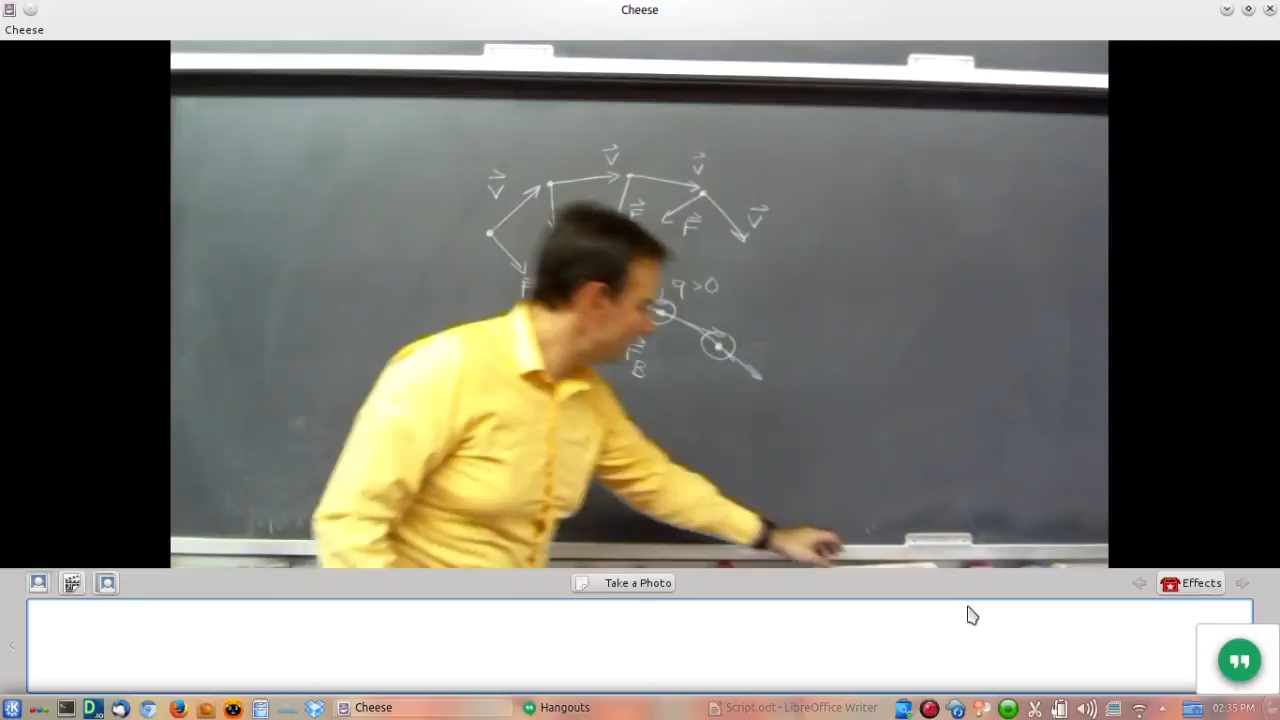 Cheese
Cheese
V V V
V
F F
F
q > 0
F
B
Take a Photo
Effects
Cheese
Hangouts
Script.odt - LibreOffice Writer
02:35 PM